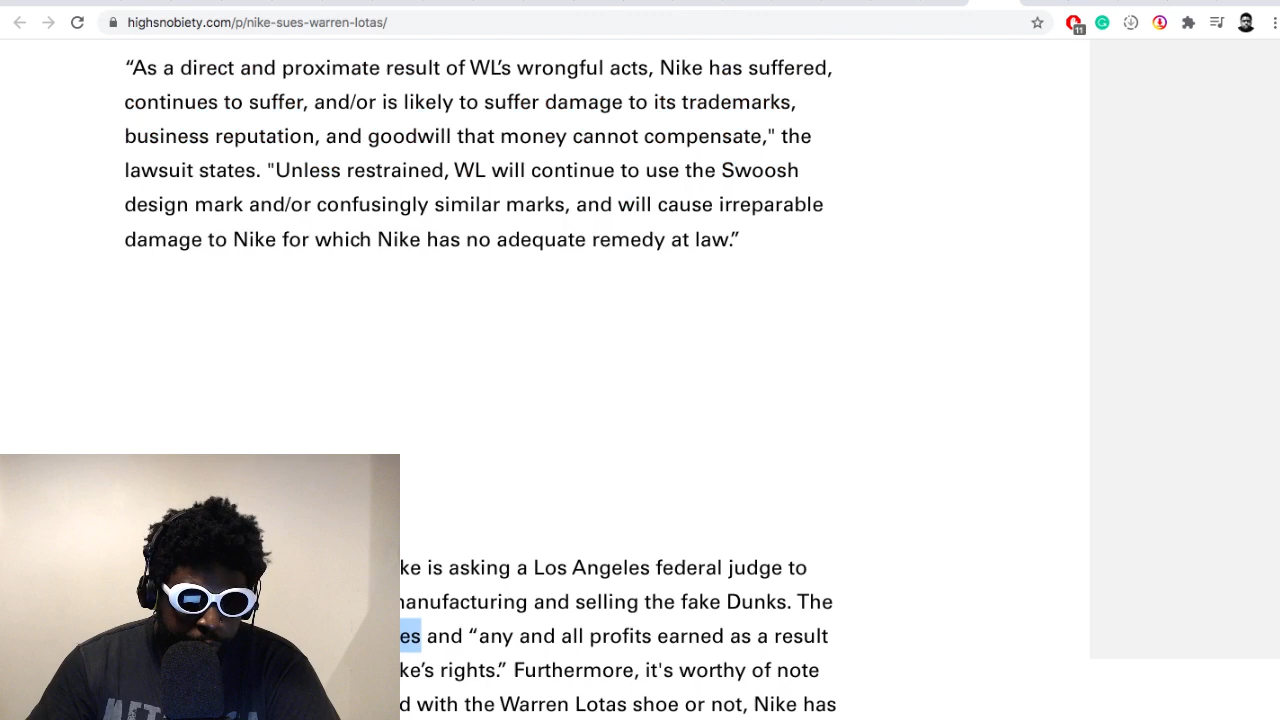 highsnobiety.com/p/nike-sues-warren-lotas/
11
“As a direct and proximate result of WL’s wrongful acts, Nike has suffered,
continues to suffer, and/or is likely to suffer damage to its trademarks,
business reputation, and goodwill that money cannot compensate," the
lawsuit states. "Unless restrained, WL will continue to use the Swoosh
design mark and/or confusingly similar marks, and will cause irreparable
damage to Nike for which Nike has no adequate remedy at law.”
ke is asking a Los Angeles federal judge to
manufacturing and selling the fake Dunks. The
es and “any and all profits earned as a result
ke’s rights.” Furthermore, it's worthy of note
d with the Warren Lotas shoe or not, Nike has